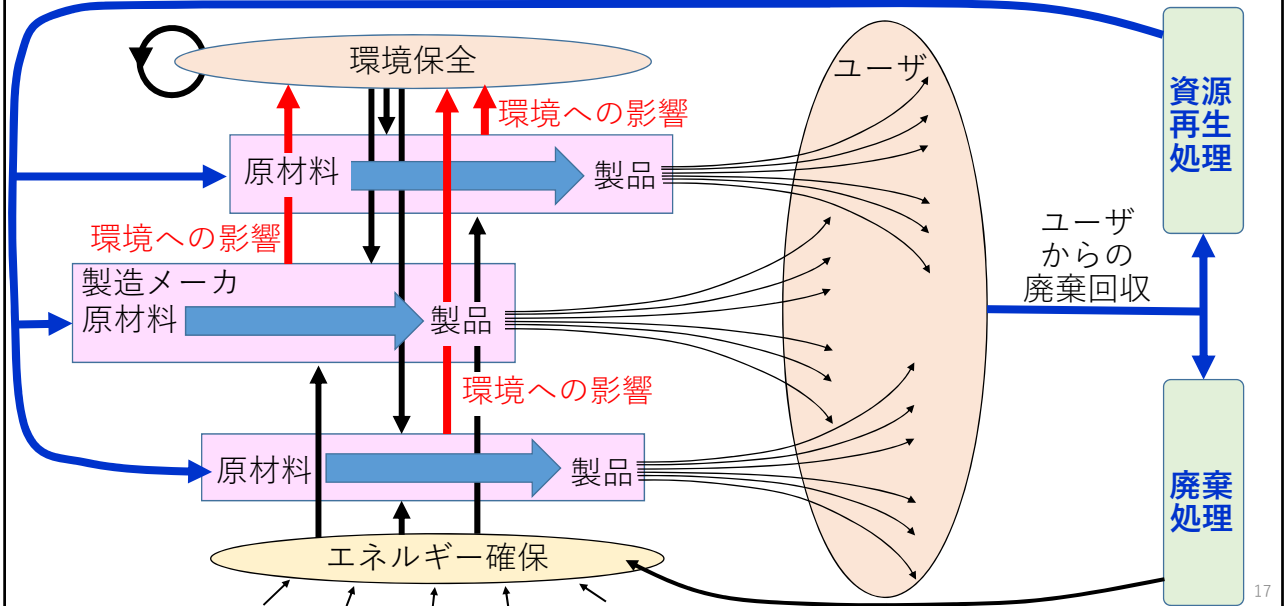 環境保全
環境への影響
原材料
製品
環境への影響
製造メーカ
原材料
製品
環境への影響
原材料
製品
エネルギー確保
ユーザ
ユーザ
からの
廃棄回収
資源
再生
処理
廃棄
処理
17